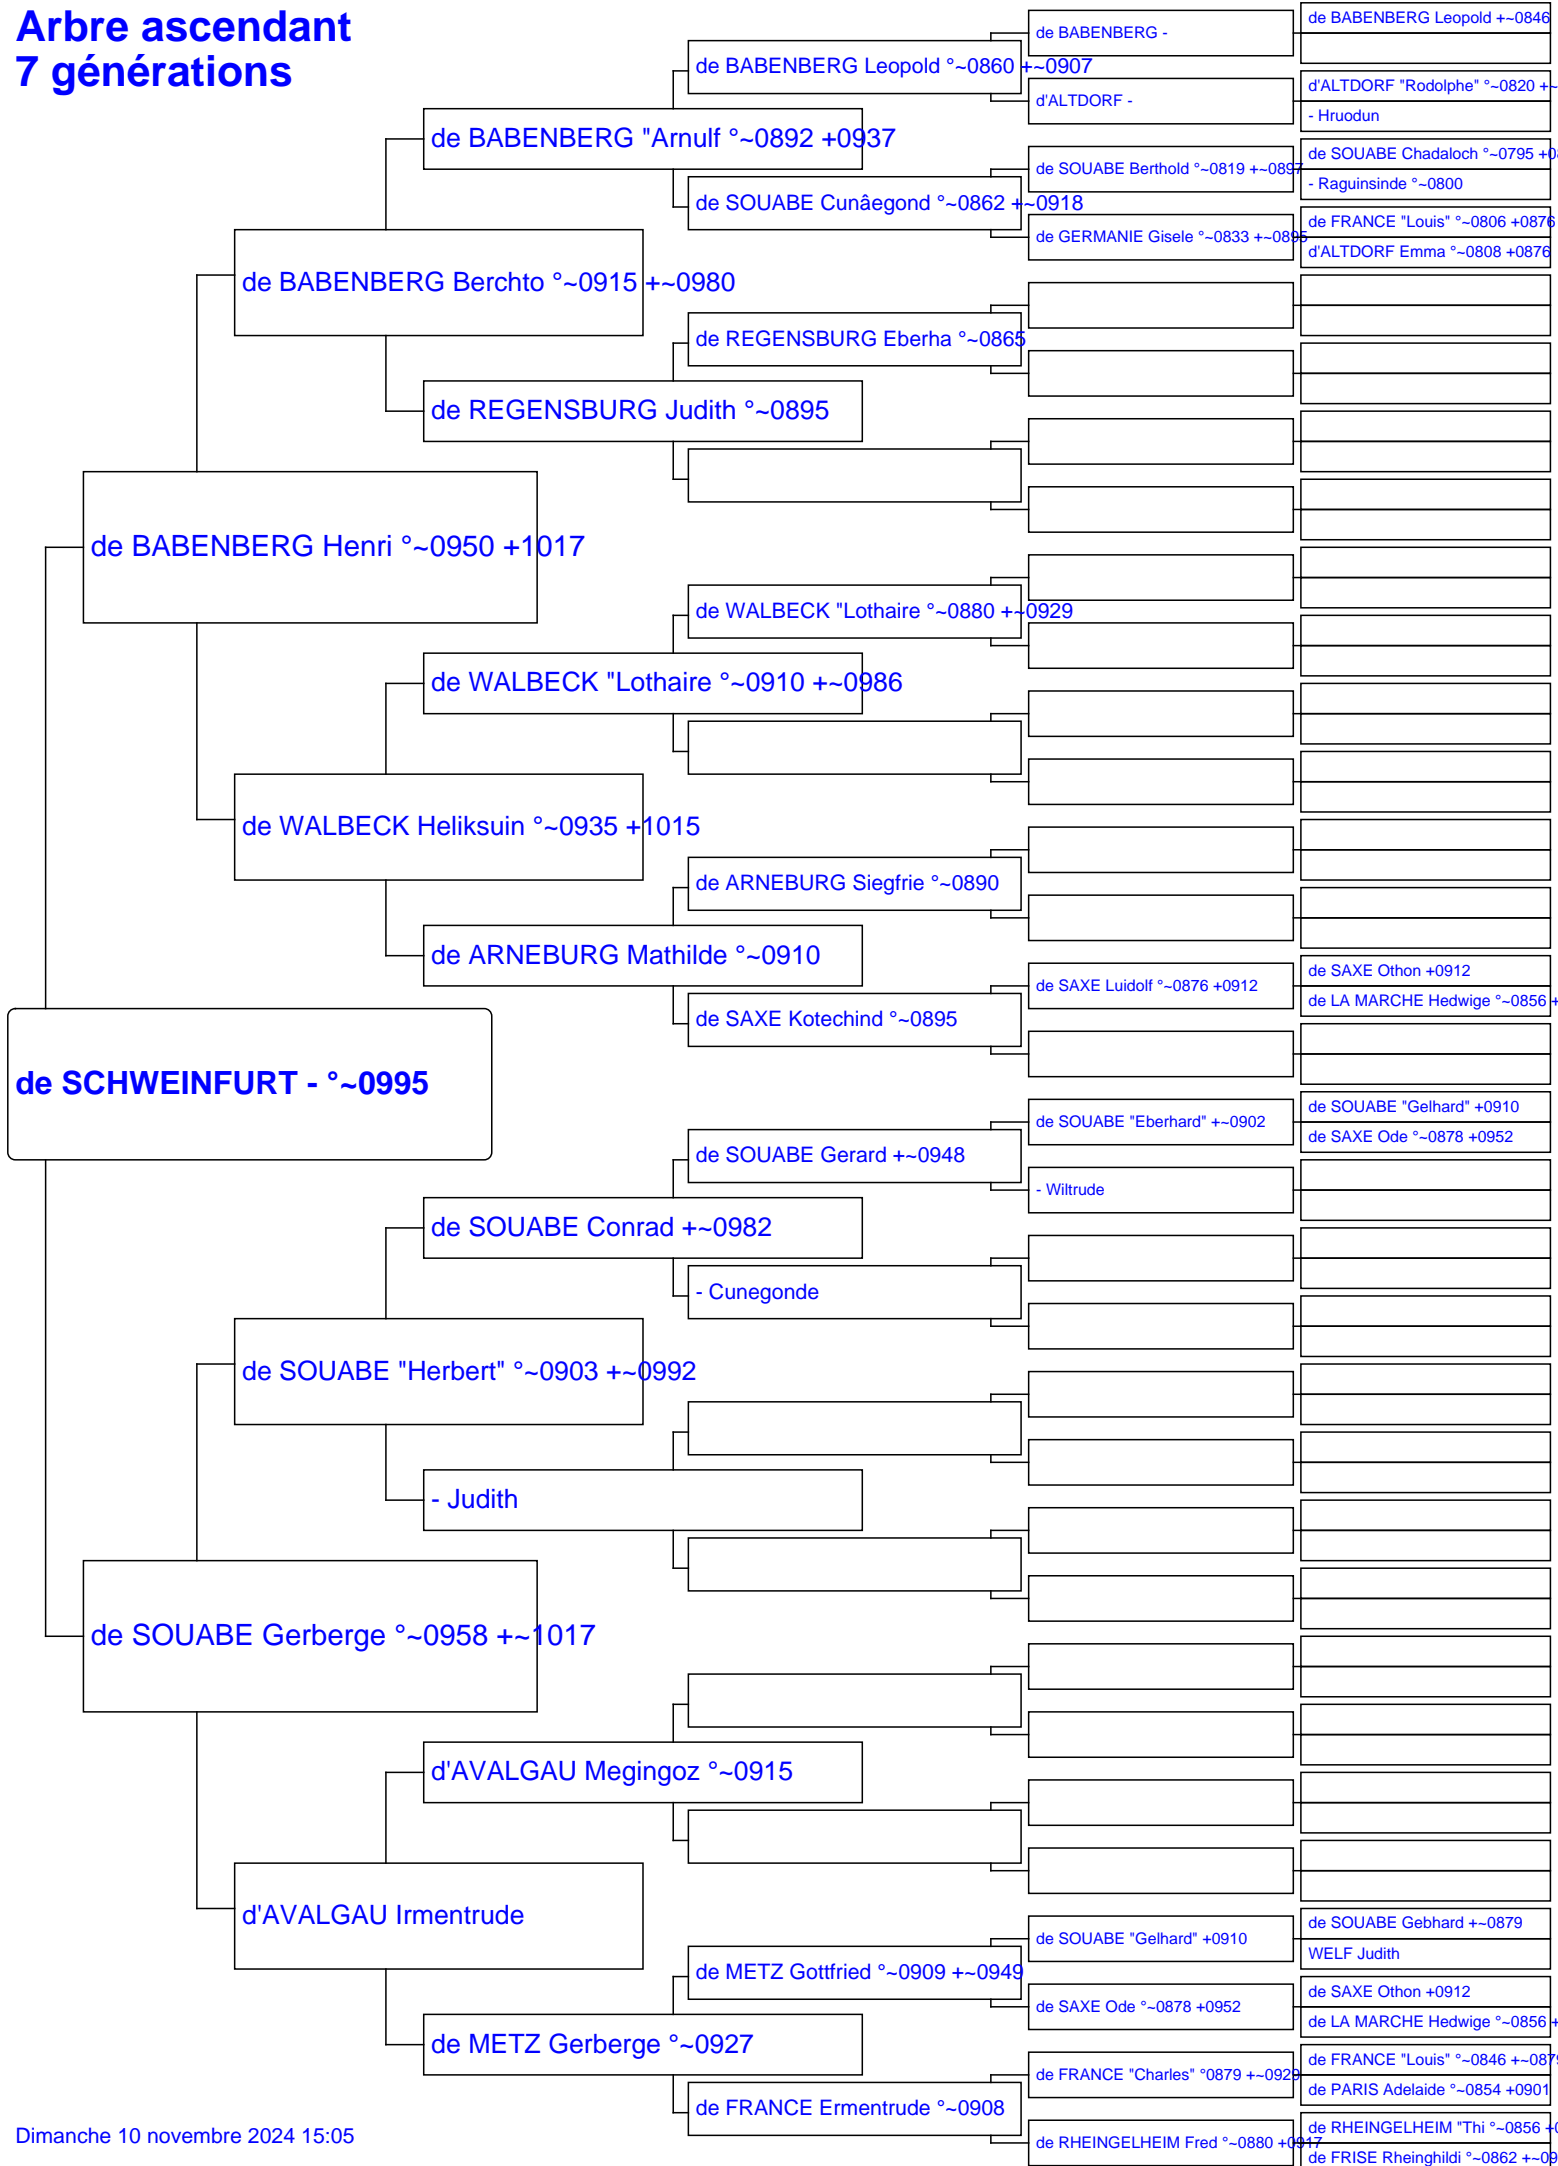 Arbre ascendant
7 générations
de SCHWEINFURT - °~0995
de BABENBERG Henri °~0950 +1017
de SOUABE Gerberge °~0958 +~1017
de BABENBERG Berchto °~0915 +~0980
de WALBECK Heliksuin °~0935 +1015
de SOUABE "Herbert" °~0903 +~0992
d'AVALGAU Irmentrude
de BABENBERG "Arnulf °~0892 +0937
de REGENSBURG Judith °~0895
de WALBECK "Lothaire °~0910 +~0986
de ARNEBURG Mathilde °~0910
de SOUABE Conrad +~0982
- Judith
d'AVALGAU Megingoz °~0915
de METZ Gerberge °~0927
de BABENBERG Leopold °~0860 +~0907
de SOUABE Cunâegond °~0862 +~0918
de REGENSBURG Eberha °~0865
de WALBECK "Lothaire °~0880 +~0929
de ARNEBURG Siegfrie °~0890
de SAXE Kotechind °~0895
de SOUABE Gerard +~0948
- Cunegonde
de METZ Gottfried °~0909 +~0949
de FRANCE Ermentrude °~0908
de BABENBERG -
d'ALTDORF -
de SOUABE Berthold °~0819 +~0897
de GERMANIE Gisele °~0833 +~0895
de SAXE Luidolf °~0876 +0912
de SOUABE "Eberhard" +~0902
- Wiltrude
de SOUABE "Gelhard" +0910
de SAXE Ode °~0878 +0952
de FRANCE "Charles" °0879 +~0929
de RHEINGELHEIM Fred °~0880 +0917
de BABENBERG Leopold +~0846
d'ALTDORF "Rodolphe" °~0820 +~
- Hruodun
de SOUABE Chadaloch °~0795 +0
- Raguinsinde °~0800
de FRANCE "Louis" °~0806 +0876
d'ALTDORF Emma °~0808 +0876
de SAXE Othon +0912
de LA MARCHE Hedwige °~0856 +
de SOUABE "Gelhard" +0910
de SAXE Ode °~0878 +0952
de SOUABE Gebhard +~0879
WELF Judith
de SAXE Othon +0912
de LA MARCHE Hedwige °~0856 +
de FRANCE "Louis" °~0846 +~0879
de PARIS Adelaide °~0854 +0901
de RHEINGELHEIM "Thi °~0856 +0
de FRISE Rheinghildi °~0862 +~09
Dimanche 10 novembre 2024 15:05